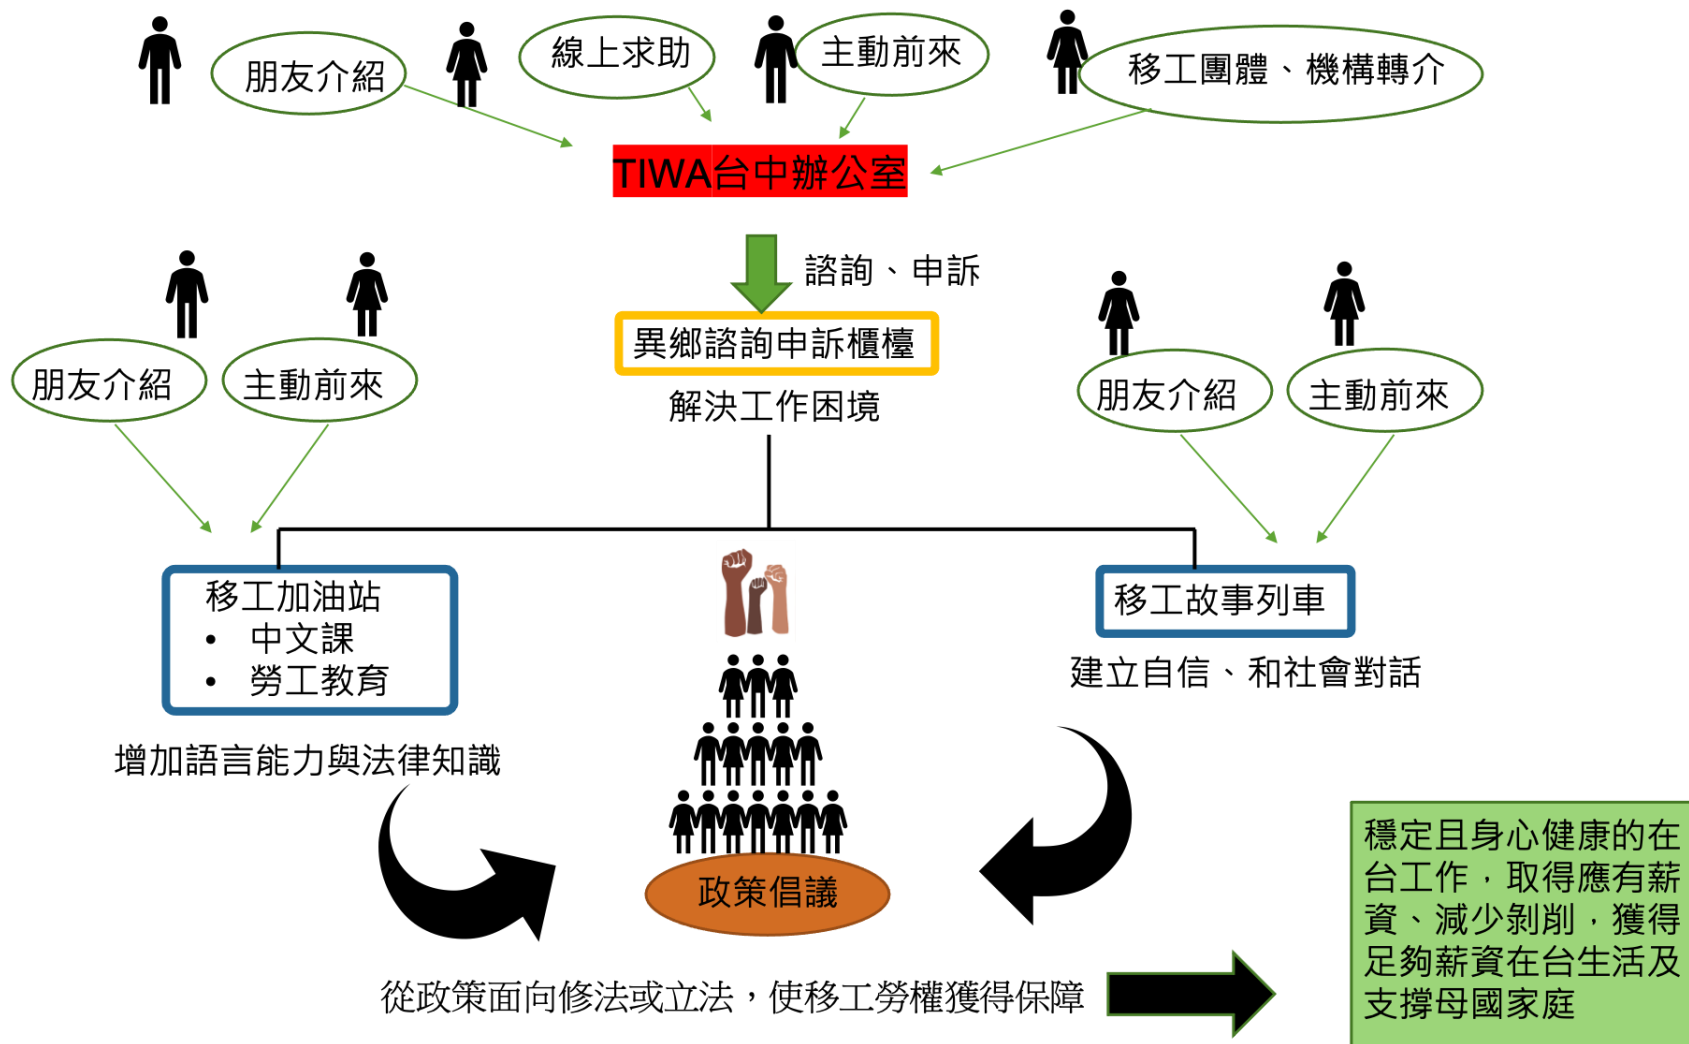 朋友介紹
線上求助
主動前來
移工團體、機構轉介
TIWA台中辦公室
諮詢、申訴
異鄉諮詢申訴櫃檯
解決工作困境
朋友介紹
主動前來
朋友介紹
主動前來
移工加油站
• 中文課
• 勞工教育
增加語言能力與法律知識
移工故事列車
建立自信、和社會對話
政策倡議
從政策面向修法或立法，使移工勞權獲得保障
穩定且身心健康的在
台工作，取得應有薪
資、減少剝削，獲得
足夠薪資在台生活及
支撐母國家庭